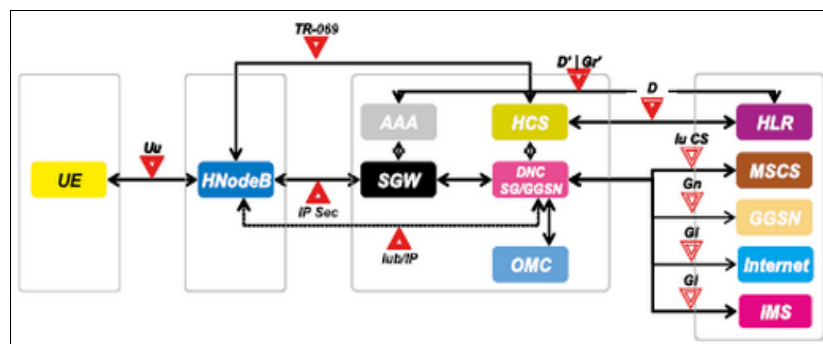 TR-069
D' | Gr'
D
AAA
HCS
HLR
Iu CS
Uu
UE
HNodeB
SGW
DNC
SG/GGSN
MSCS
Gn
IP Sec
GGSN
Gi
Iub/IP
OMC
Internet
Gi
IMS